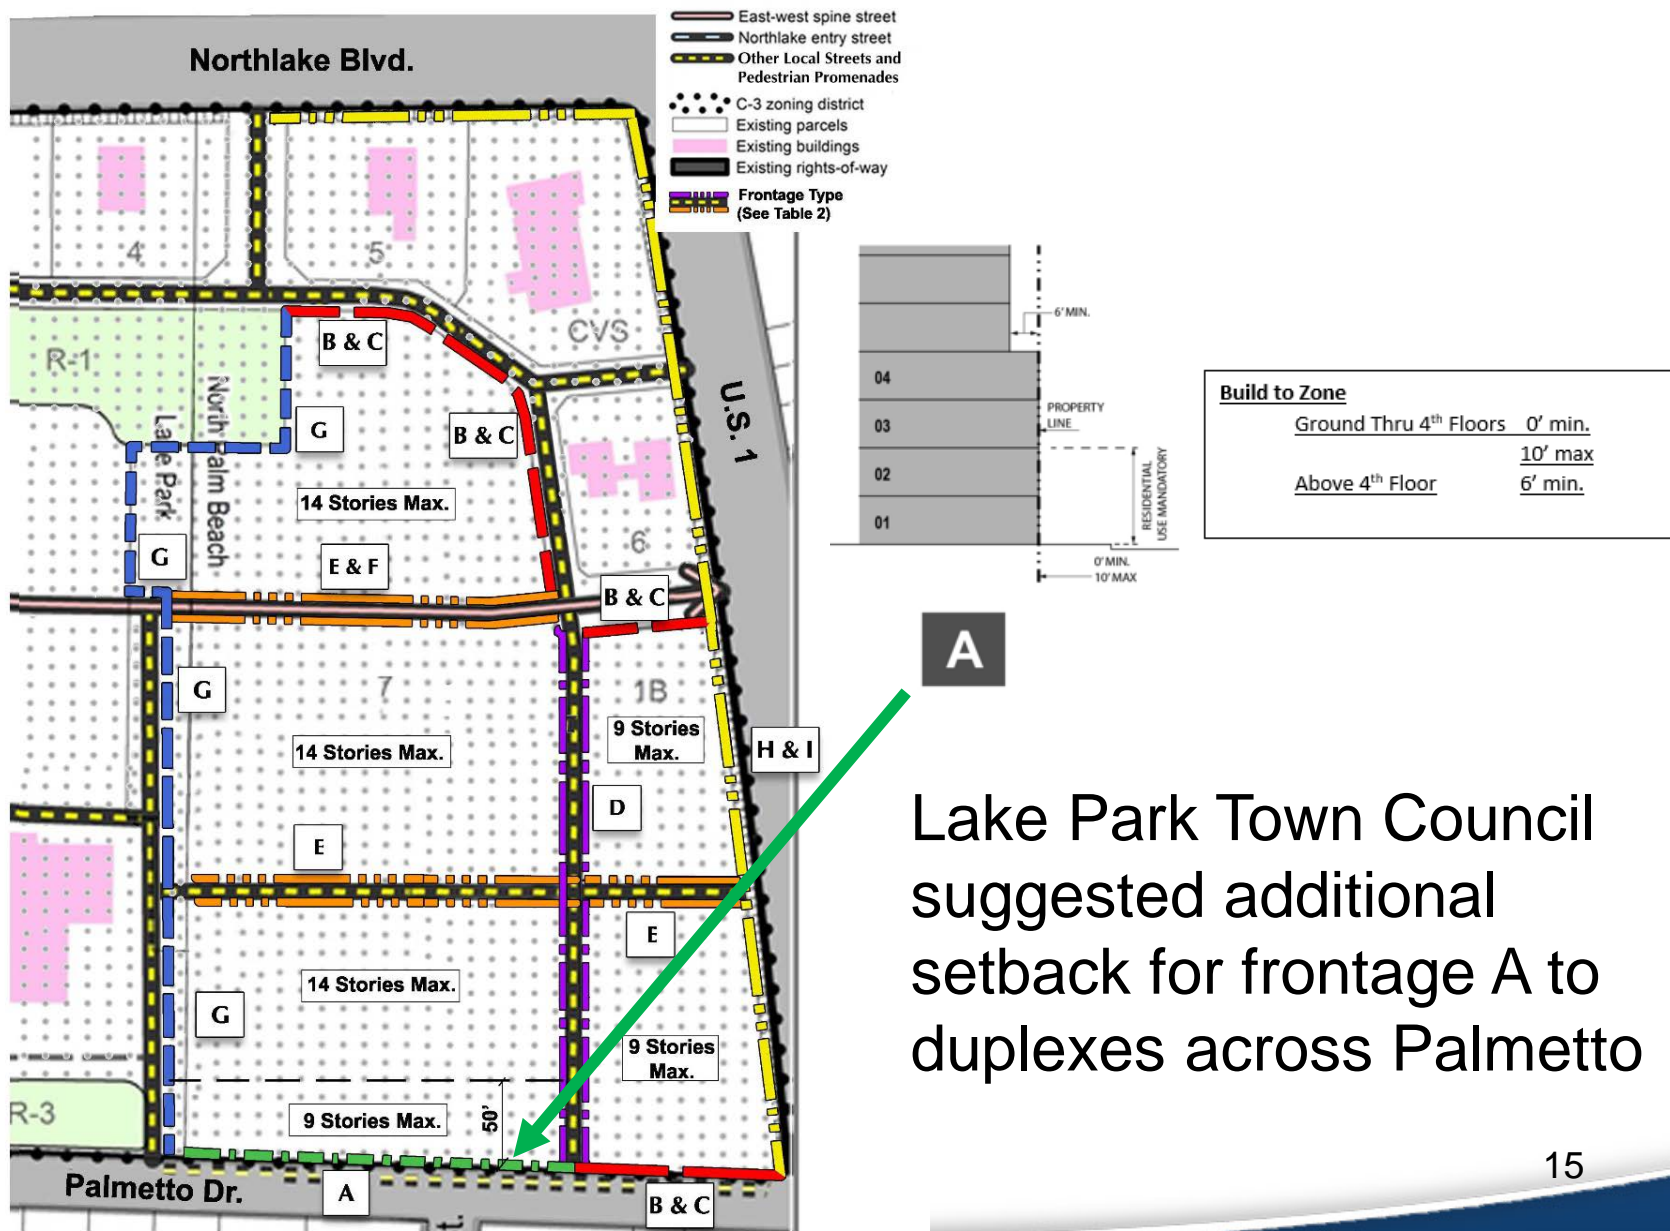 East-west spine street
Northlake entry street
Other Local Streets and
Pedestrian Promenades
C-3 zoning district
Existing parcels
Existing buildings
Existing rights-of-way
Frontage Type
(See Table 2)
Northlake Blvd.
4
5
CVS
R-1
B & C
G
B & C
U.S. 1
North Palm Beach
Lake Park
14 Stories Max.
6
G
E & F
B & C
G
7
1B
14 Stories Max.
9 Stories
Max.
H & I
D
E
E
14 Stories Max.
G
9 Stories
Max.
R-3
9 Stories Max.
50'
Palmetto Dr.
A
B & C
t.
6' MIN.
04
03
02
01
PROPERTY
LINE
RESIDENTIAL
USE MANDATORY
0' MIN.
10' MAX
Build to Zone
Ground Thru 4th Floors 0' min.
10' max
Above 4th Floor 6' min.
A
Lake Park Town Council
suggested additional
setback for frontage A to
duplexes across Palmetto
15